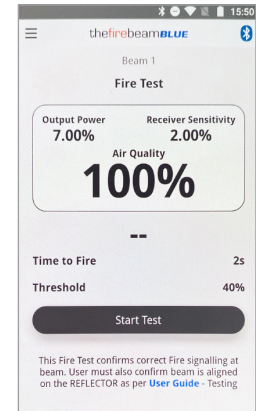 15:50
thefirebeamBLUE
Beam 1
Fire Test
Output Power Receiver Sensitivity
7.00% 2.00%
Air Quality
100%
--
Time to Fire 2s
Threshold 40%
Start Test
This Fire Test confirms correct Fire signalling at
beam. User must also confirm beam is aligned
on the REFLECTOR as per User Guide - Testing